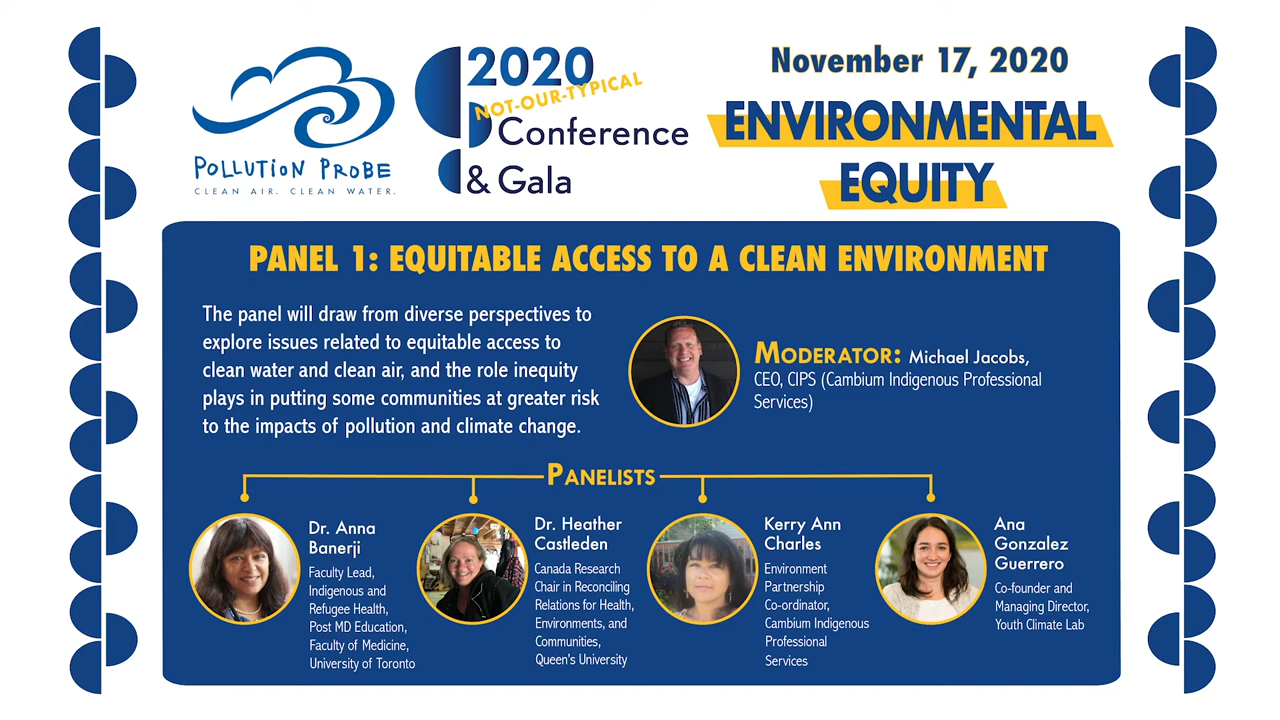 POLLUTION PROBE
CLEAN AIR. CLEAN WATER.
2020
NOT-OUR-TYPICAL
Conference
& Gala
November 17, 2020
ENVIRONMENTAL
EQUITY
PANEL 1: EQUITABLE ACCESS TO A CLEAN ENVIRONMENT
The panel will draw from diverse perspectives to
explore issues related to equitable access to
clean water and clean air, and the role inequity
plays in putting some communities at greater risk
to the impacts of pollution and climate change.
MODERATOR: Michael Jacobs,
CEO, CIPS (Cambium Indigenous Professional
Services)
PANELISTS
Dr. Anna
Banerji
Faculty Lead,
Indigenous and
Refugee Health,
Post MD Education,
Faculty of Medicine,
University of Toronto
Dr. Heather
Castleden
Canada Research
Chair in Reconciling
Relations for Health,
Environments, and
Communities,
Queen's University
Kerry Ann
Charles
Environment
Partnership
Co-ordinator,
Cambium Indigenous
Professional
Services
Ana
Gonzalez
Guerrero
Co-founder and
Managing Director,
Youth Climate Lab